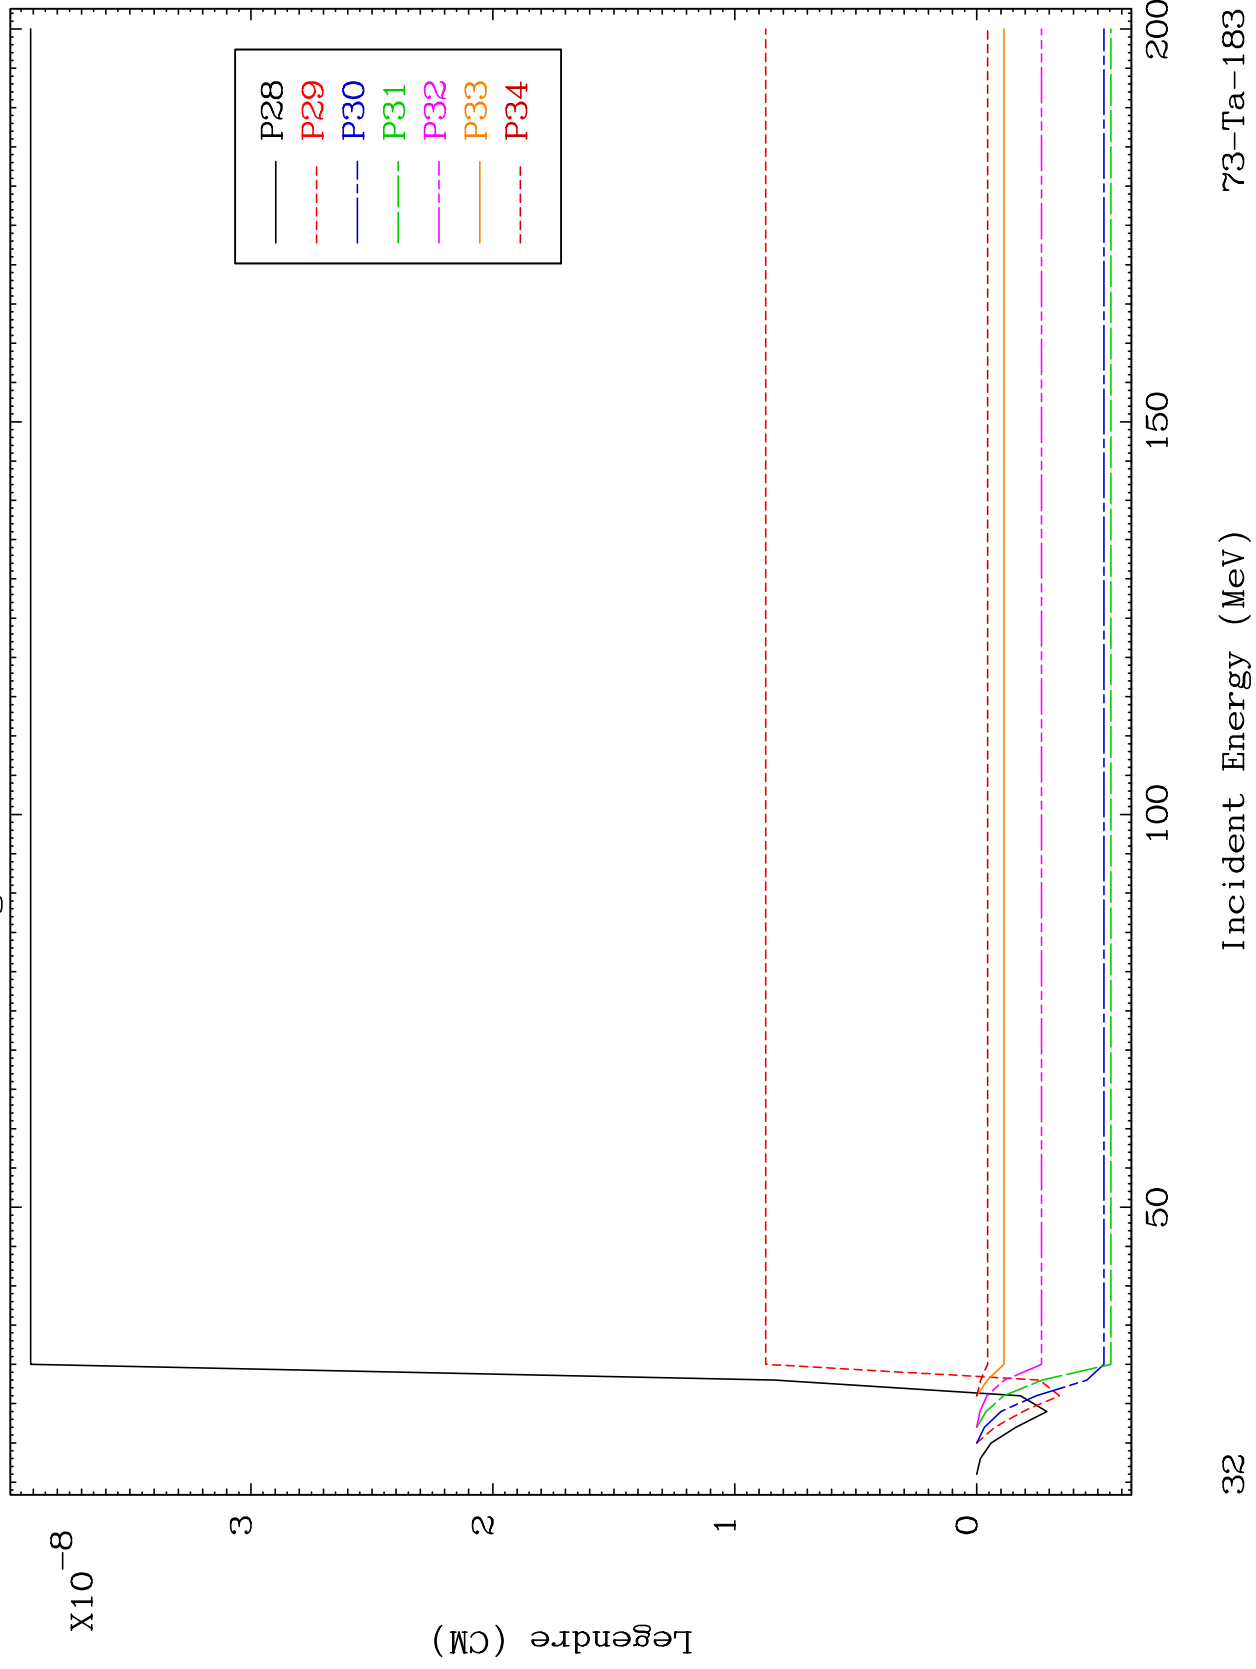 X10-8
3
2
1
0
Legendre (CM)
P28
P29
P30
P31
P32
P33
P34
50
100
150
200
Incident Energy (MeV)
32
73-Ta-183